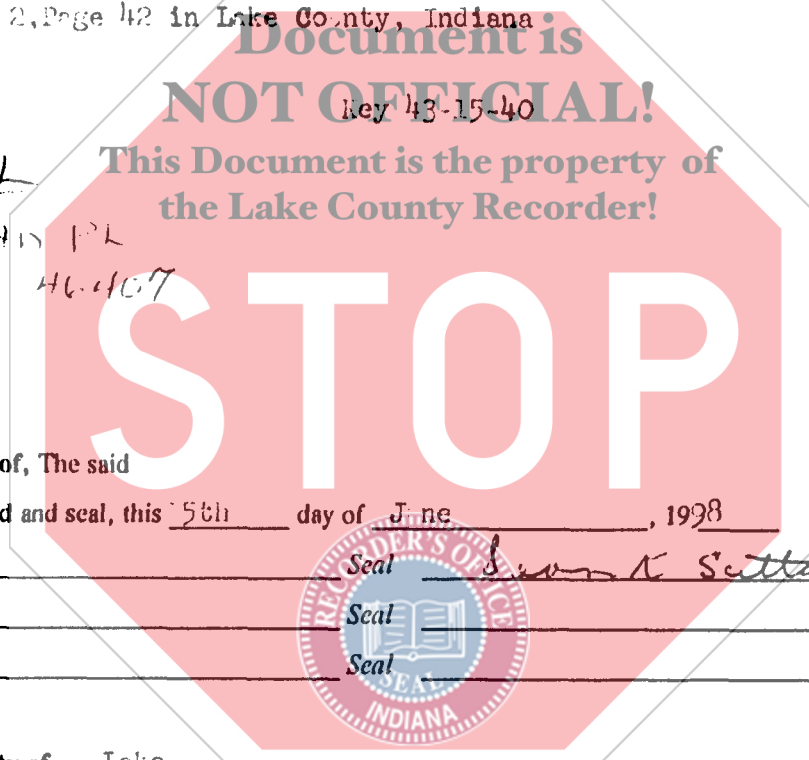 2, Page 42 in Lake County, Indiana
Document is
NOT OFFICIAL!
Key 43-15-40
This Document is the property of
the Lake County Recorder!
46407
STOP
of, The said
d and seal, this 5th day of June, 1998
Seal
Seal
Seal
RECORDER'S OFFICE
SEAL
INDIANA
Lake